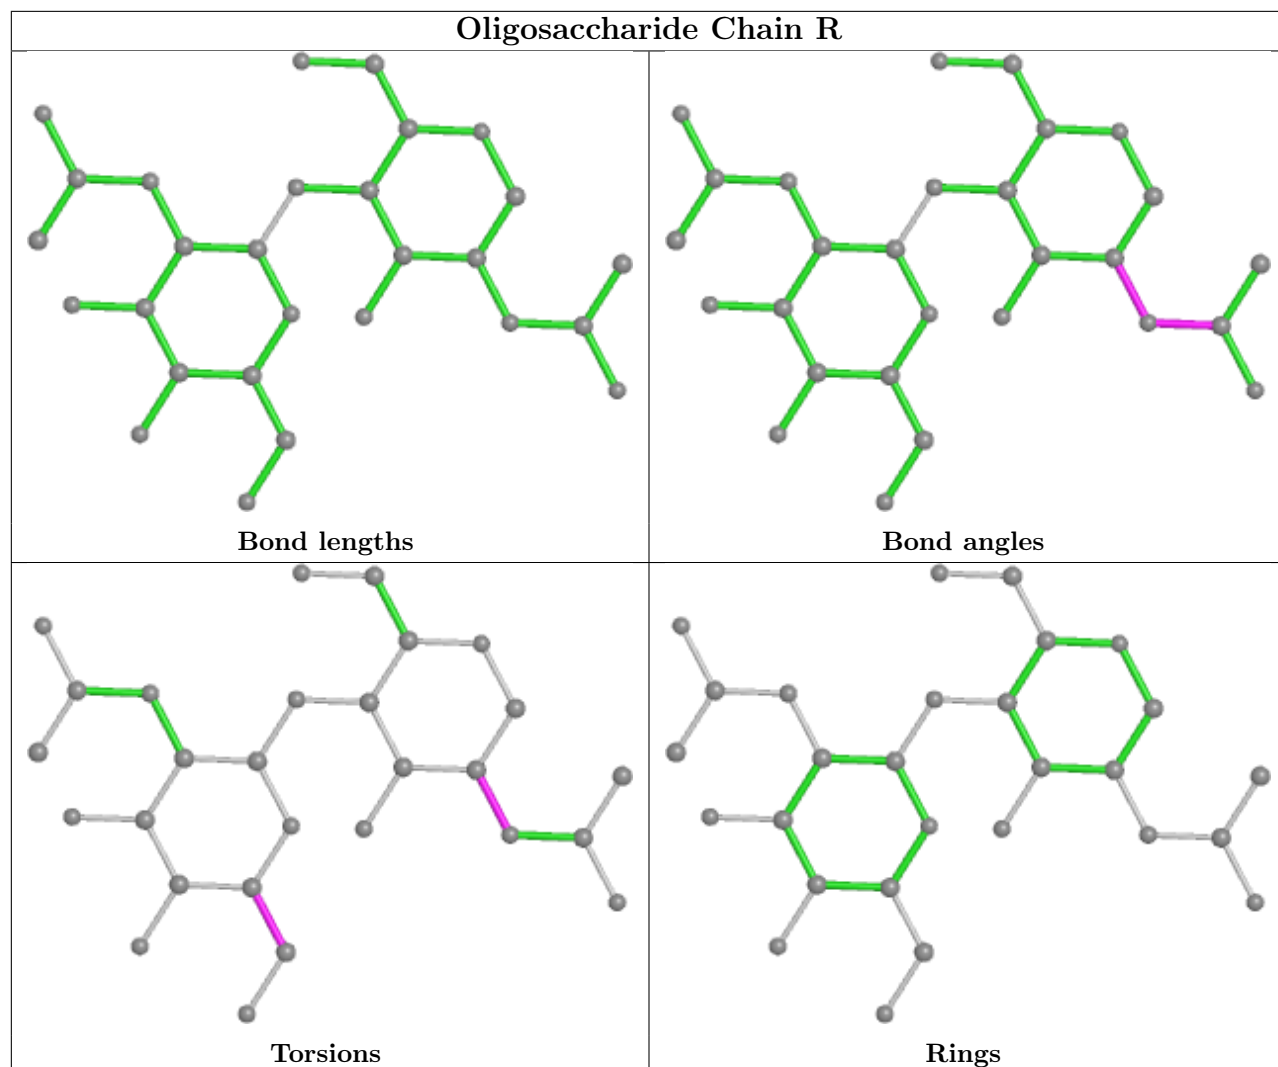 Oligosaccharide Chain R
Bond lengths
Bond angles
Torsions
Rings